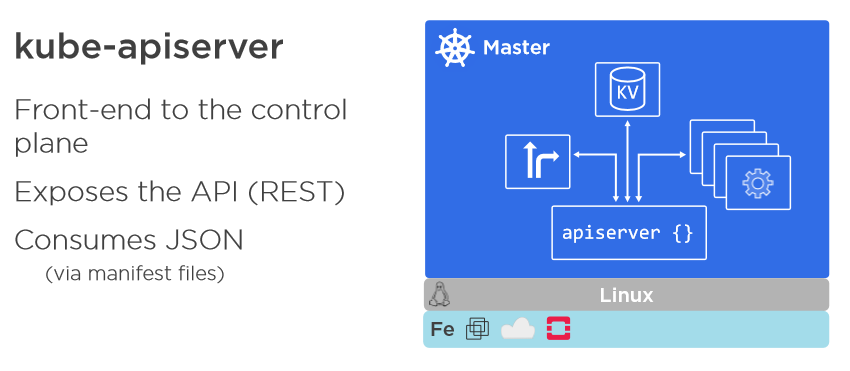 kube-apiserver
Front-end to the control
plane
Exposes the API (REST)
Consumes JSON
(via manifest files)
Master
KV
apiserver {}
Linux
Fe